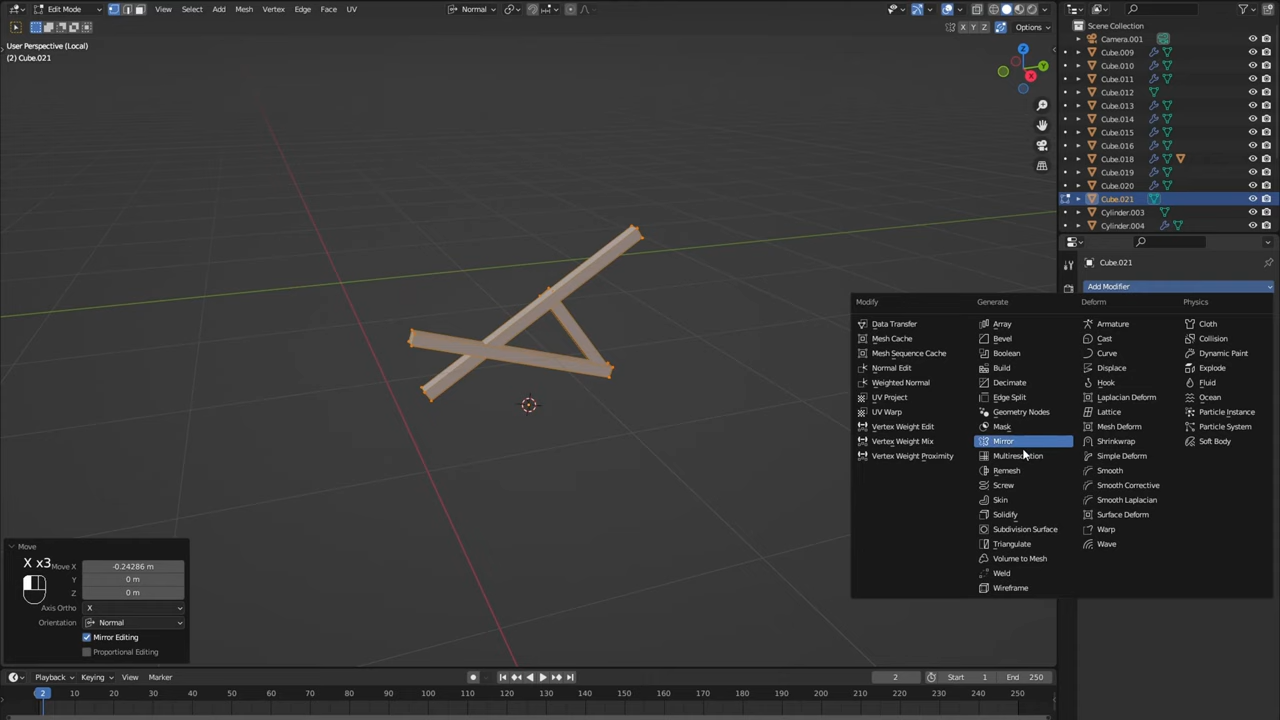 Edit Mode View Select Add Mesh Vertex Edge Face UV Normal
X Y Z Options
User Perspective (Local)
(2) Cube.021
Z
Y
X
Scene Collection
Camera.001
Cube.009
Cube.010
Cube.011
Cube.012
Cube.013
Cube.014
Cube.015
Cube.016
Cube.018
Cube.019
Cube.020
Cube.021
Cylinder.003
Cylinder.004
Cube.021
Add Modifier
Modify
Data Transfer
Mesh Cache
Mesh Sequence Cache
Normal Edit
Weighted Normal
UV Project
UV Warp
Vertex Weight Edit
Vertex Weight Mix
Vertex Weight Proximity
Generate
Array
Bevel
Boolean
Build
Decimate
Edge Split
Geometry Nodes
Mask
Mirror
Multiresolution
Remesh
Screw
Skin
Solidify
Subdivision Surface
Triangulate
Volume to Mesh
Weld
Wireframe
Deform
Armature
Cast
Curve
Displace
Hook
Laplacian Deform
Lattice
Mesh Deform
Shrinkwrap
Simple Deform
Smooth
Smooth Corrective
Smooth Laplacian
Surface Deform
Warp
Wave
Physics
Cloth
Collision
Dynamic Paint
Explode
Fluid
Ocean
Particle Instance
Particle System
Soft Body
Move
X x3
Move X -0.24286 m
Y 0 m
Z 0 m
Axis Ortho X
Orientation Normal
Mirror Editing
Proportional Editing
Playback Keying View Marker 2 Start 1 End 250
2 10 20 30 40 50 60 70 80 90 100 110 120 130 140 150 160 170 180 190 200 210 220 230 240 250